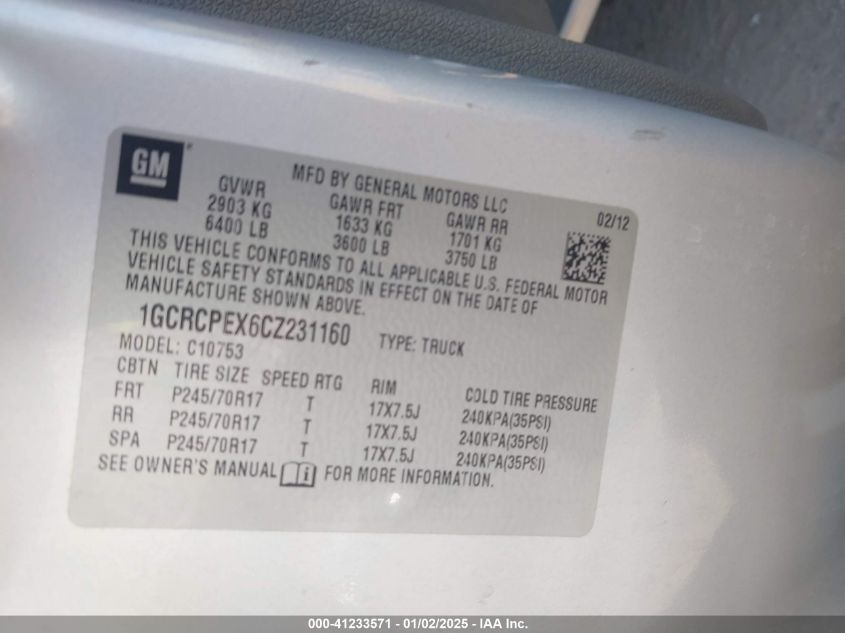 GM
MFD BY GENERAL MOTORS LLC
02/12
GVWR GAWR FRT GAWR RR
2903 KG 1633 KG 1701 KG
6400 LB 3600 LB 3750 LB
THIS VEHICLE CONFORMS TO ALL APPLICABLE U.S. FEDERAL MOTOR
VEHICLE SAFETY STANDARDS IN EFFECT ON THE DATE OF
MANUFACTURE SHOWN ABOVE.
1GCRCPEX6CZ231160 TYPE: TRUCK
MODEL: C10753
CBTN TIRE SIZE SPEED RTG RIM COLD TIRE PRESSURE
FRT P245/70R17 T 17X7.5J 240KPA(35PSI)
RR P245/70R17 T 17X7.5J 240KPA(35PSI)
SPA P245/70R17 T 17X7.5J 240KPA(35PSI)
SEE OWNER'S MANUAL i FOR MORE INFORMATION.
000-41233571 — 01/02/2025 - IAA Inc.